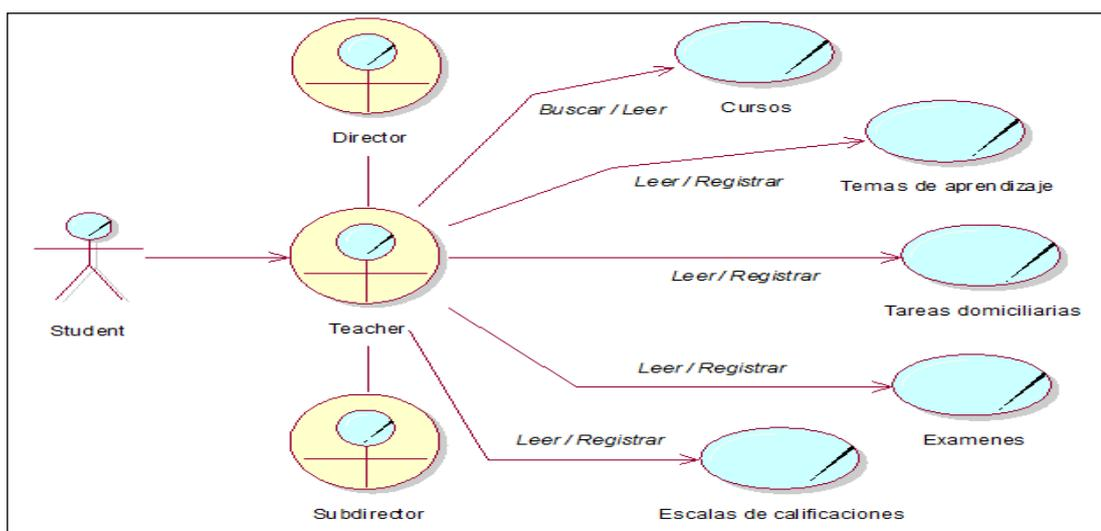 Director
Buscar / Leer
Cursos
Leer / Registrar
Temas de aprendizaje
Student
Teacher
Leer / Registrar
Tareas domiciliarias
Leer / Registrar
Examenes
Leer / Registrar
Subdirector
Escalas de calificaciones